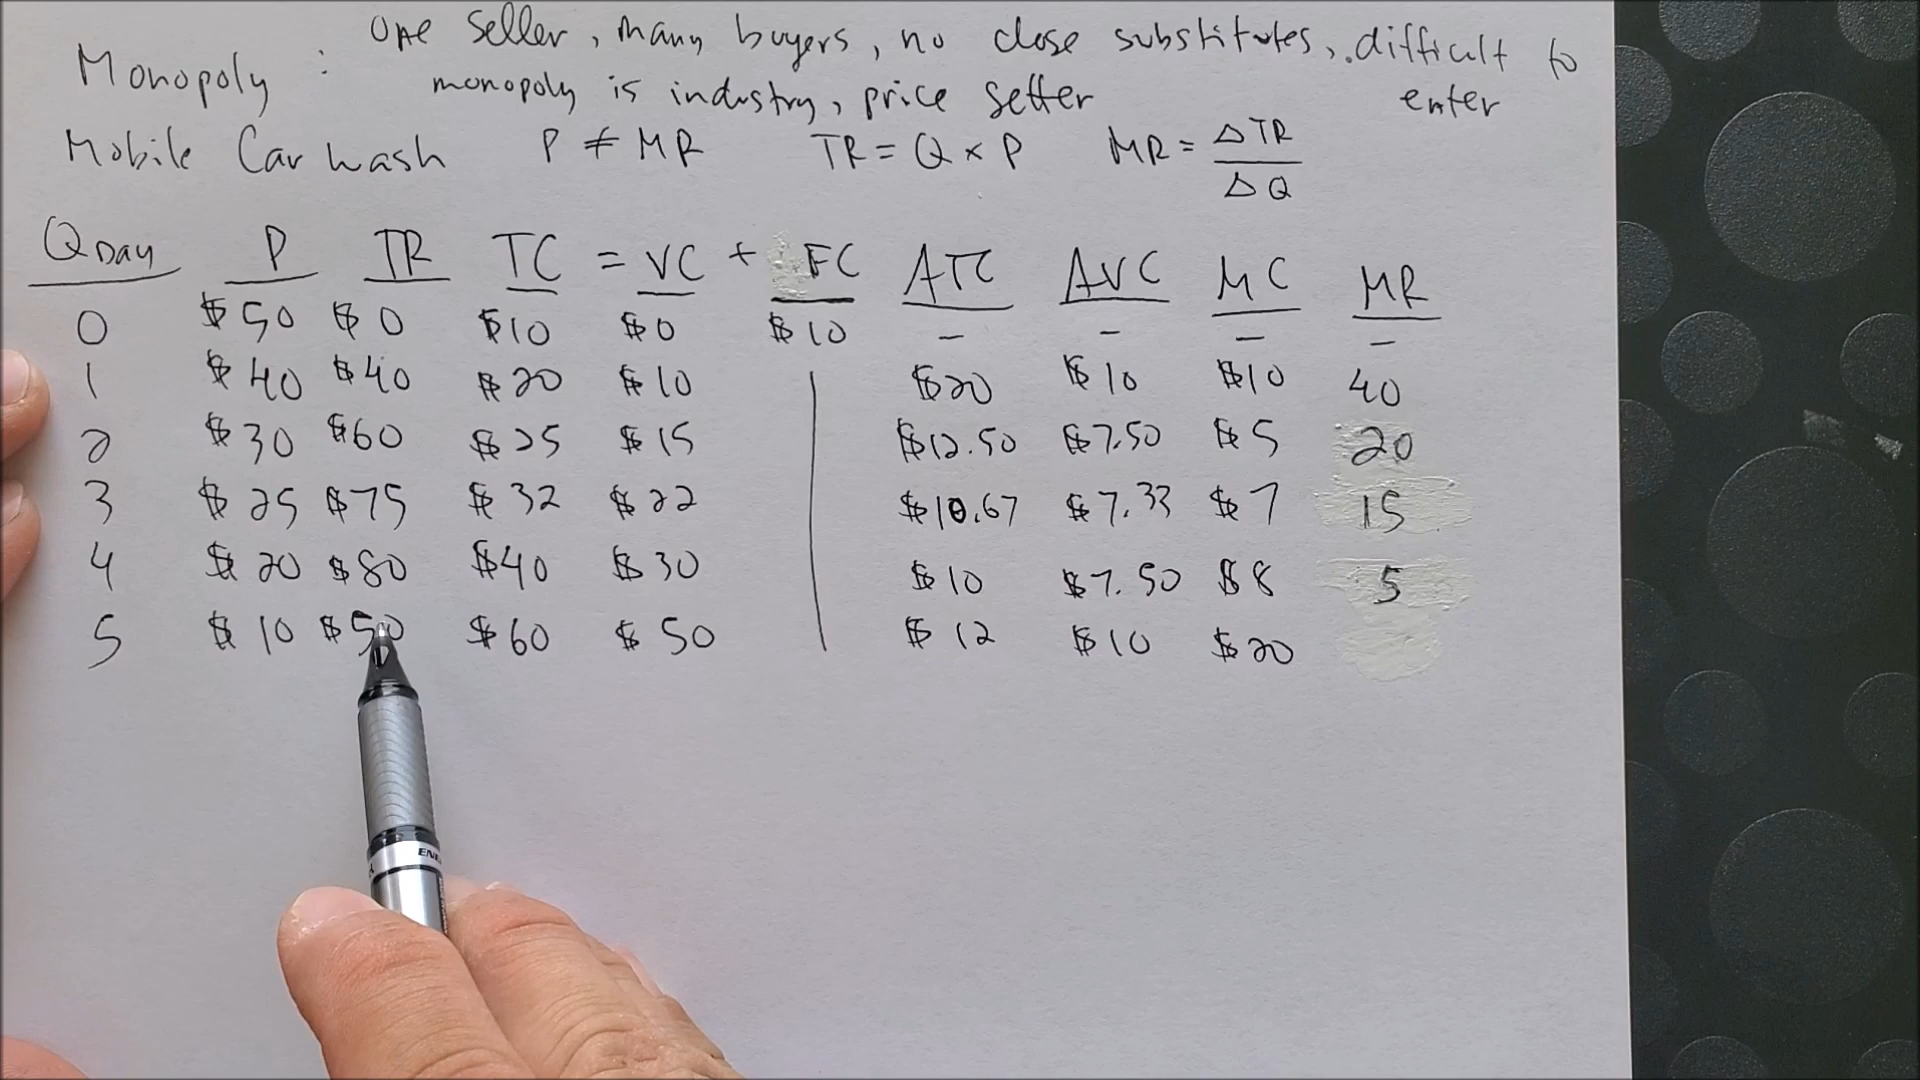 Monopoly : one seller, many buyers, no close substitutes, difficult to enter
monopoly is industry, price setter
Mobile Car wash P ≠ MR TR = Q × P MR = ΔTR / ΔQ
Q Day P TR TC = VC + FC ATC AVC MC MR
0 $50 $0 $10 $0 $10 – – – –
1 $40 $40 $20 $10 $20 $10 $10 40
2 $30 $60 $25 $15 $12.50 $7.50 $5 20
3 $25 $75 $32 $22 $10.67 $7.33 $7 15
4 $20 $80 $40 $30 $10 $7.50 $8 5
5 $10 $50 $60 $50 $12 $10 $20